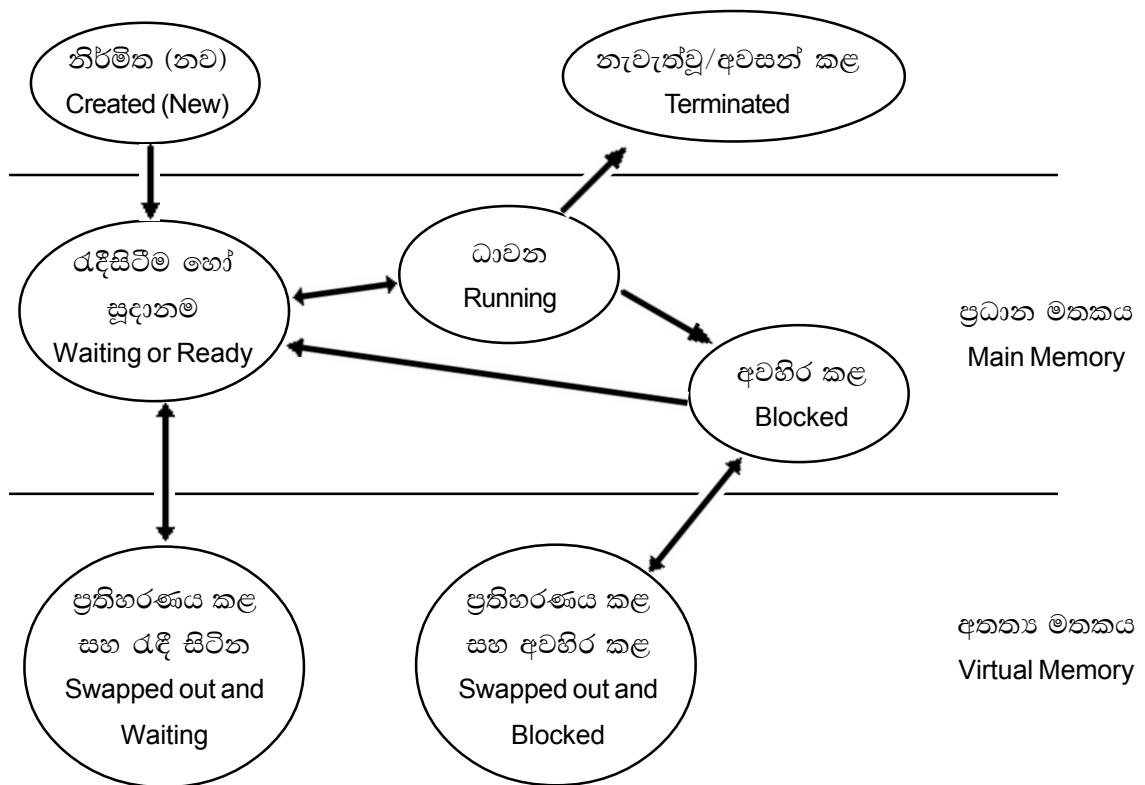 නිර්මිත (නව)
Created (New)
නැවැත්වූ/අවසන් කළ
Terminated
රැදීසිටීම හෝ
සූදානම
Waiting or Ready
ධාවන
Running
අවහිර කළ
Blocked
ප්‍රධාන මතකය
Main Memory
ප්‍රතිහරණය කළ
සහ රැඳී සිටින
Swapped out and
Waiting
ප්‍රතිහරණය කළ
සහ අවහිර කළ
Swapped out and
Blocked
අතත්‍ය මතකය
Virtual Memory